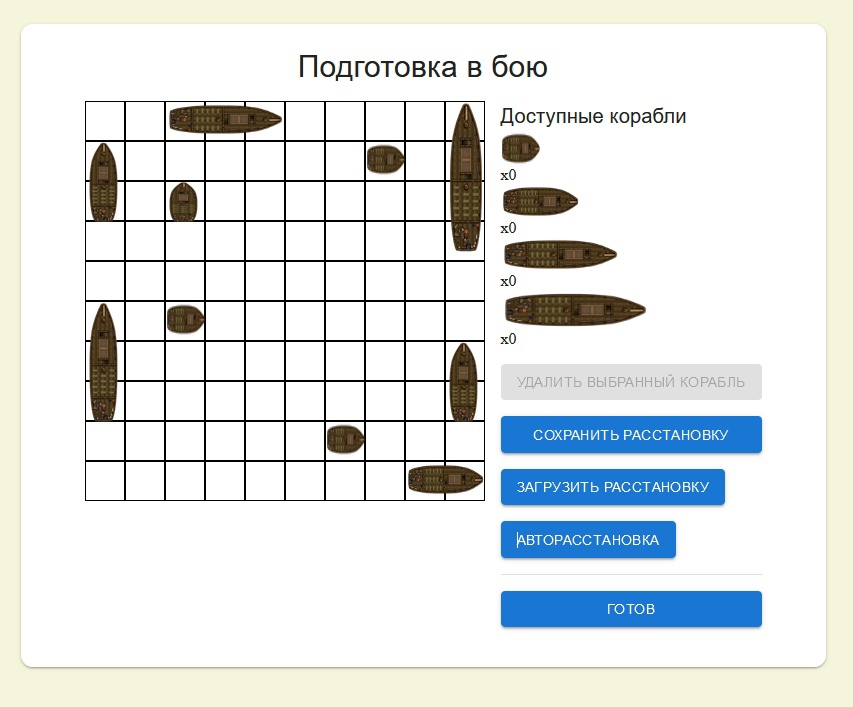 Подготовка в бою
Доступные корабли
x0
x0
x0
x0
УДАЛИТЬ ВЫБРАННЫЙ КОРАБЛЬ
СОХРАНИТЬ РАССТАНОВКУ
ЗАГРУЗИТЬ РАССТАНОВКУ
АВТОРАССТАНОВКА
ГОТОВ